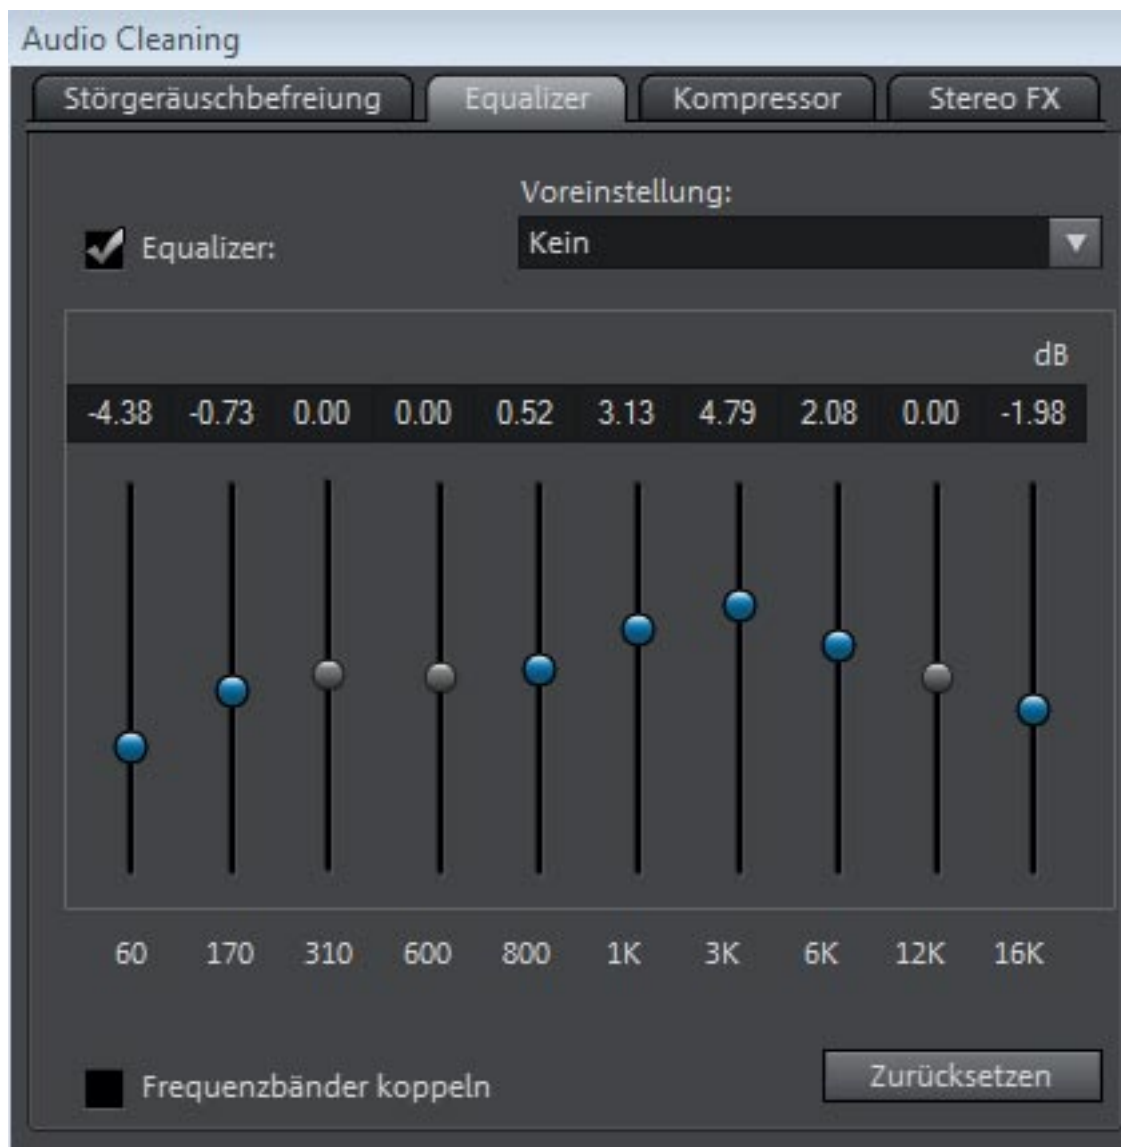 Audio Cleaning
Störgeräuschbefreiung Equalizer Kompressor Stereo FX
Voreinstellung:
Equalizer: Kein
dB
-4.38 -0.73 0.00 0.00 0.52 3.13 4.79 2.08 0.00 -1.98
60 170 310 600 800 1K 3K 6K 12K 16K
Frequenzbänder koppeln Zurücksetzen